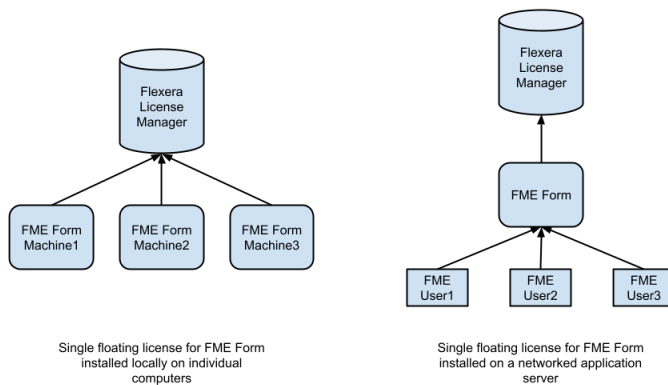 Flexera
License
Manager
FME Form
Machine1
FME Form
Machine2
FME Form
Machine3
Single floating license for FME Form
installed locally on individual
computers
Flexera
License
Manager
FME Form
FME
User1
FME
User2
FME
User3
Single floating license for FME Form
installed on a networked application
server